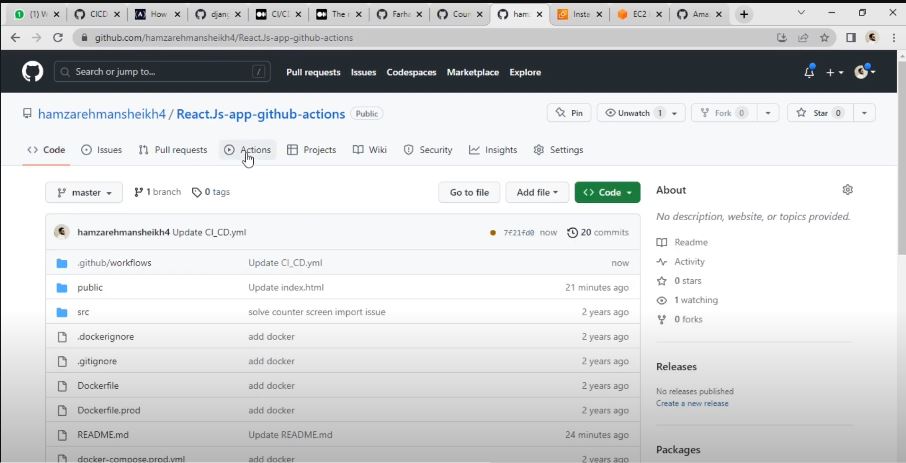 (1) W
CICD
How
djang
CI/C
The r
Farha
Cour
ham
Insta
EC2
Ama
github.com/hamzarehmansheikh4/ReactJs-app-github-actions
Search or jump to... /
Pull requests Issues Codespaces Marketplace Explore
hamzarehmansheikh4 / React.Js-app-github-actions Public
Pin Unwatch 1 Fork 0 Star 0
Code Issues Pull requests Actions Projects Wiki Security Insights Settings
master 1 branch 0 tags Go to file Add file Code
hamzarehmansheikh4 Update CI_CD.yml 7f21fd0 now 20 commits
.github/workflows Update CI_CD.yml now
public Update index.html 21 minutes ago
src solve counter screen import issue 2 years ago
.dockerignore add docker 2 years ago
.gitignore add docker 2 years ago
Dockerfile add docker 2 years ago
Dockerfile.prod add docker 2 years ago
README.md Update README.md 24 minutes ago
docker-compose.prod.yml add docker 2 years ago
About
No description, website, or topics provided.
Readme
Activity
0 stars
1 watching
0 forks
Releases
No releases published
Create a new release
Packages